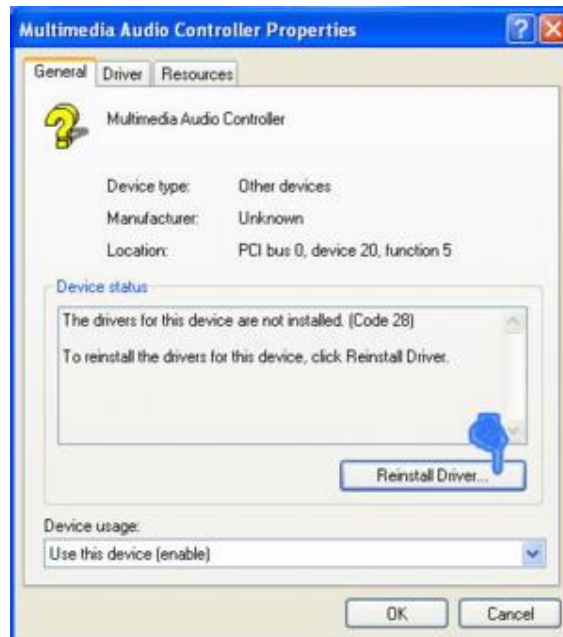 Multimedia Audio Controller Properties
General Driver Resources
Multimedia Audio Controller
Device type: Other devices
Manufacturer: Unknown
Location: PCI bus 0, device 20, function 5
Device status
The drivers for this device are not installed. (Code 28)
To reinstall the drivers for this device, click Reinstall Driver.
Reinstall Driver...
Device usage:
Use this device (enable)
OK Cancel